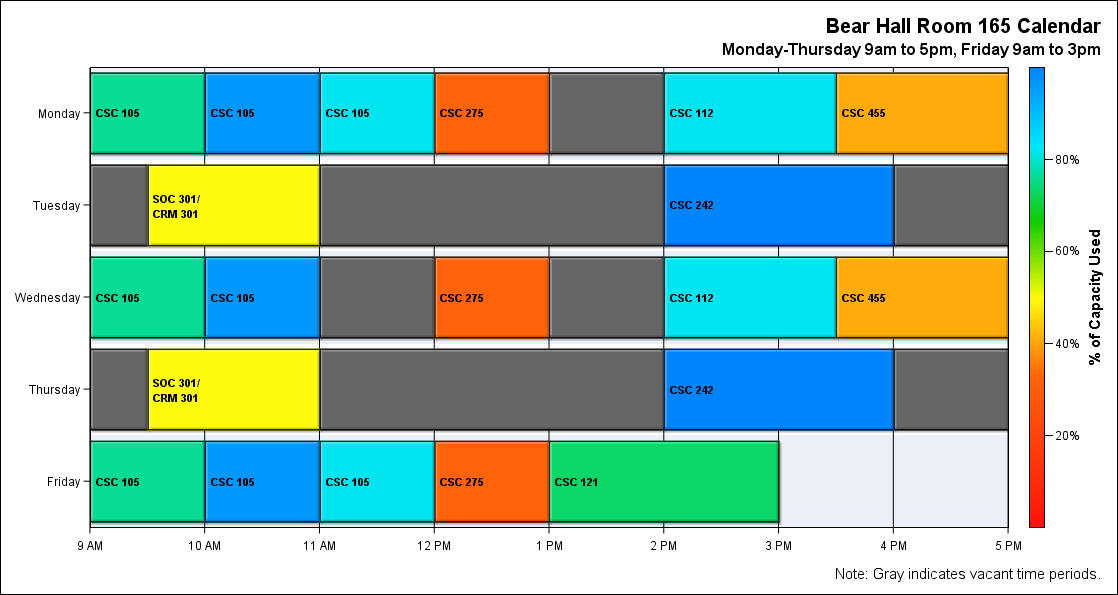 Bear Hall Room 165 Calendar
Monday-Thursday 9am to 5pm, Friday 9am to 3pm
Monday
CSC 105
CSC 105
CSC 105
CSC 275
CSC 112
CSC 455
Tuesday
SOC 301/
CRM 301
CSC 242
Wednesday
CSC 105
CSC 105
CSC 275
CSC 112
CSC 455
Thursday
SOC 301/
CRM 301
CSC 242
Friday
CSC 105
CSC 105
CSC 105
CSC 275
CSC 121
9 AM
10 AM
11 AM
12 PM
1 PM
2 PM
3 PM
4 PM
5 PM
80%
60%
40%
20%
% of Capacity Used
Note: Gray indicates vacant time periods.